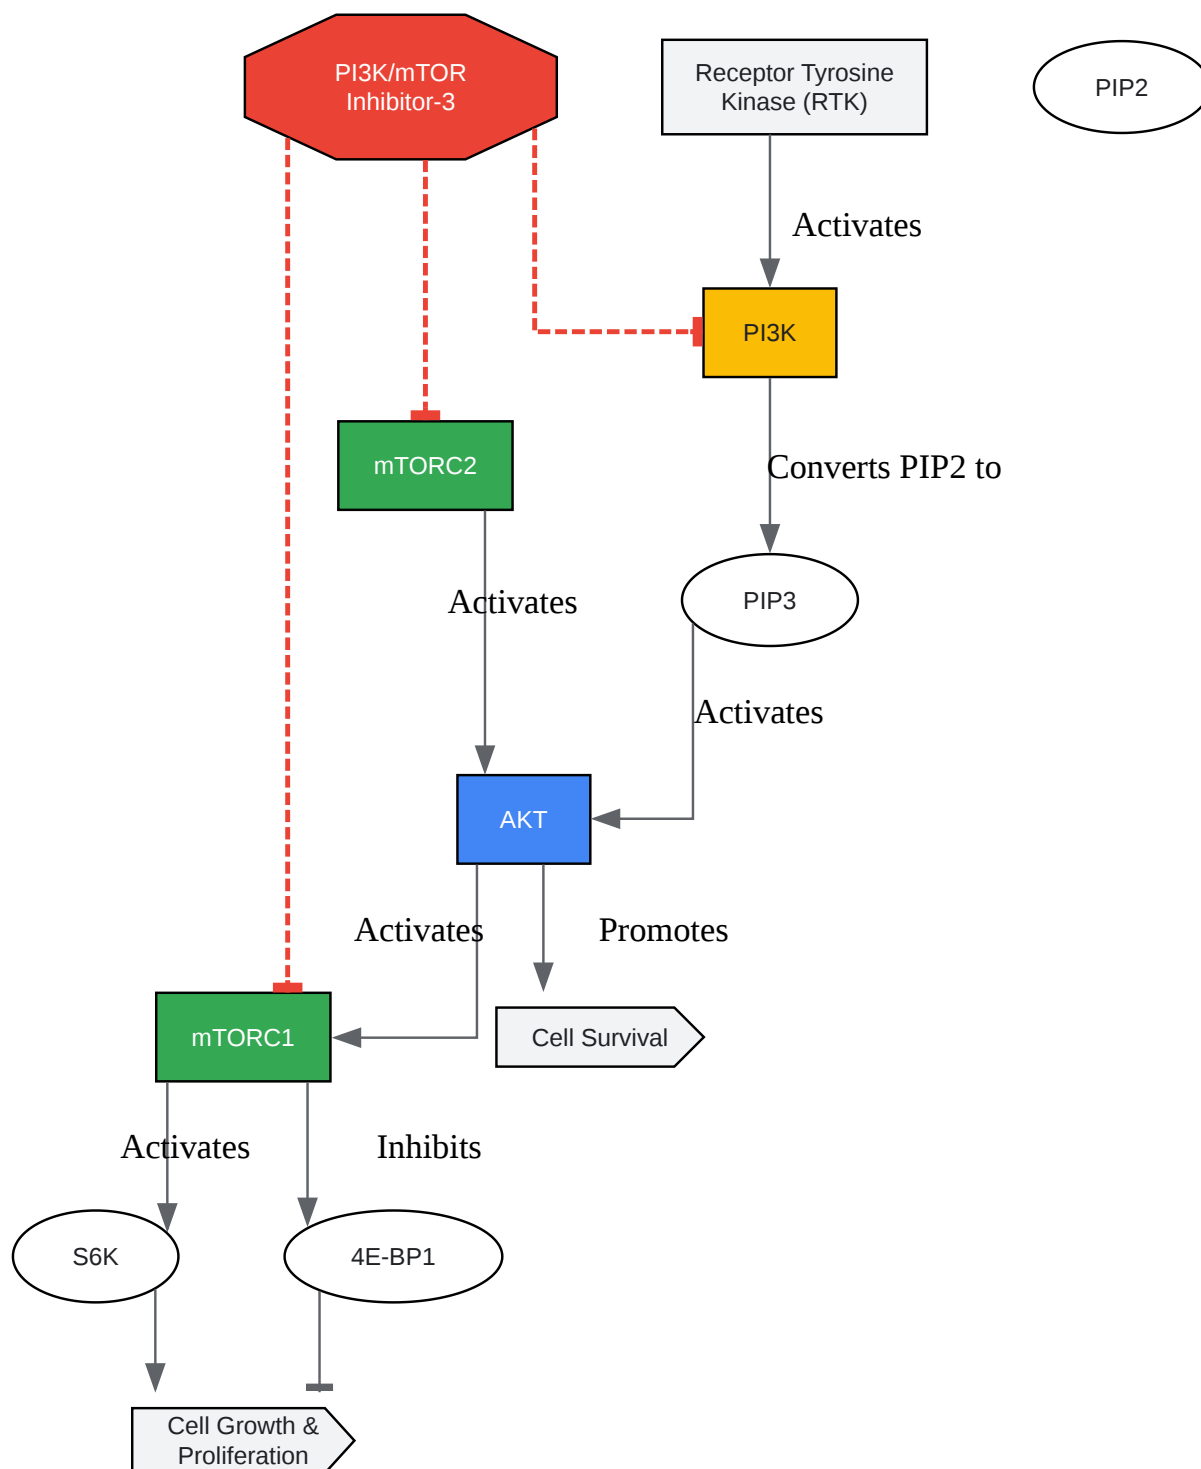 PI3K/mTOR
Inhibitor-3
Receptor Tyrosine
Kinase (RTK)
PIP2
Activates
PI3K
mTORC2
Converts PIP2 to
Activates
PIP3
Activates
AKT
Activates
Promotes
mTORC1
Cell Survival
Activates
Inhibits
S6K
4E-BP1
Cell Growth &
Proliferation